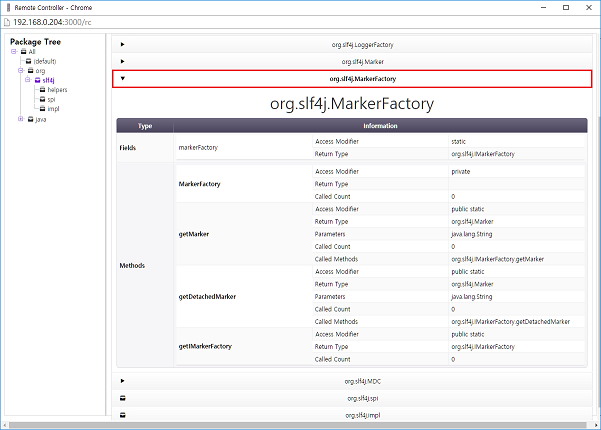 Remote Controller - Chrome
192.168.0.204:3000/rc
Package Tree
All
(default)
org
slf4j
helpers
spi
impl
java
org.slf4j.LoggerFactory
org.slf4j.Marker
org.slf4j.MarkerFactory
org.slf4j.MarkerFactory
Type Information
Fields markerFactory Access Modifier static
Return Type org.slf4j.IMarkerFactory
Methods
MarkerFactory Access Modifier private
Return Type
Called Count 0
getMarker Access Modifier public static
Return Type org.slf4j.Marker
Parameters java.lang.String
Called Count 0
Called Methods org.slf4j.IMarkerFactory.getMarker
getDetachedMarker Access Modifier public static
Return Type org.slf4j.Marker
Parameters java.lang.String
Called Count 0
Called Methods org.slf4j.IMarkerFactory.getDetachedMarker
getIMarkerFactory Access Modifier public static
Return Type org.slf4j.IMarkerFactory
Called Count 0
org.slf4j.MDC
org.slf4j.spi
org.slf4j.impl